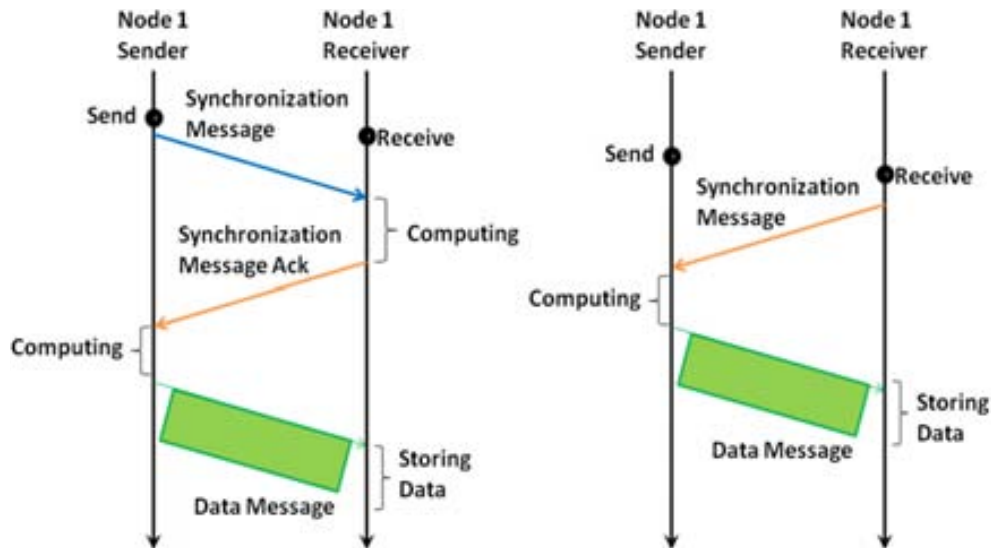 Node 1
Sender
Node 1
Receiver
Send
Synchronization
Message
Receive
Computing
Synchronization
Message Ack
Computing
Storing
Data
Data Message
Node 1
Sender
Node 1
Receiver
Send
Receive
Synchronization
Message
Computing
Storing
Data
Data Message